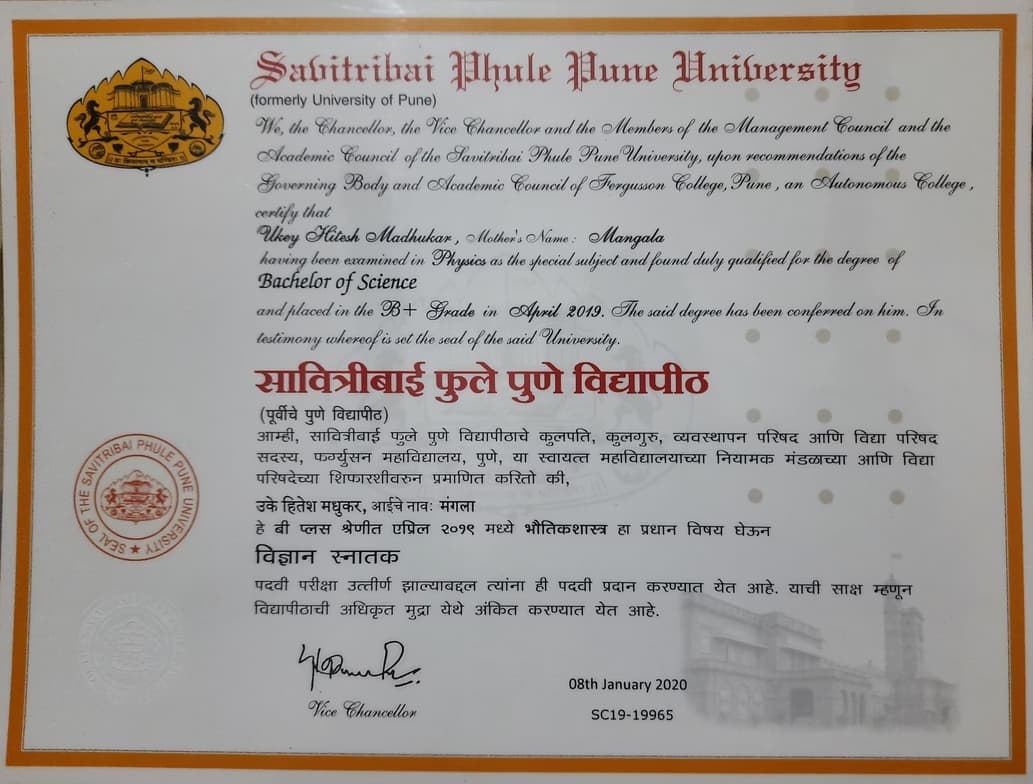 Savitribai Phule Pune University
(formerly University of Pune)
We, the Chancellor, the Vice Chancellor and the Members of the Management Council and the
Academic Council of the Savitribai Phule Pune University, upon recommendations of the
Governing Body and Academic Council of Fergusson College, Pune , an Autonomous College ,
certify that
Ukey Hitesh Madhukar , Mother's Name : Mangala
having been examined in Physics as the special subject and found duly qualified for the degree of
Bachelor of Science
and placed in the B+ Grade in April 2019. The said degree has been conferred on him. In
testimony whereof is set the seal of the said University.
सावित्रीबाई फुले पुणे विद्यापीठ
(पूर्वीचे पुणे विद्यापीठ)
आम्ही, सावित्रीबाई फुले पुणे विद्यापीठाचे कुलपति, कुलगुरु, व्यवस्थापन परिषद आणि विद्या परिषद
सदस्य, फर्ग्युसन महाविद्यालय, पुणे, या स्वायत्त महाविद्यालयाच्या नियामक मंडळाच्या आणि विद्या
परिषदेच्या शिफारशीवरुन प्रमाणित करितो की,
उके हितेश मधुकर, आईचे नावः मंगला
हे बी प्लस श्रेणीत एप्रिल २०१९ मध्ये भौतिकशास्त्र हा प्रधान विषय घेऊन
विज्ञान स्नातक
पदवी परीक्षा उत्तीर्ण झाल्याबद्दल त्यांना ही पदवी प्रदान करण्यात येत आहे. याची साक्ष म्हणून
विद्यापीठाची अधिकृत मुद्रा येथे अंकित करण्यात येत आहे.
SEAL OF THE SAVITRIBAI PHULE PUNE UNIVERSITY
Vice Chancellor
08th January 2020
SC19-19965